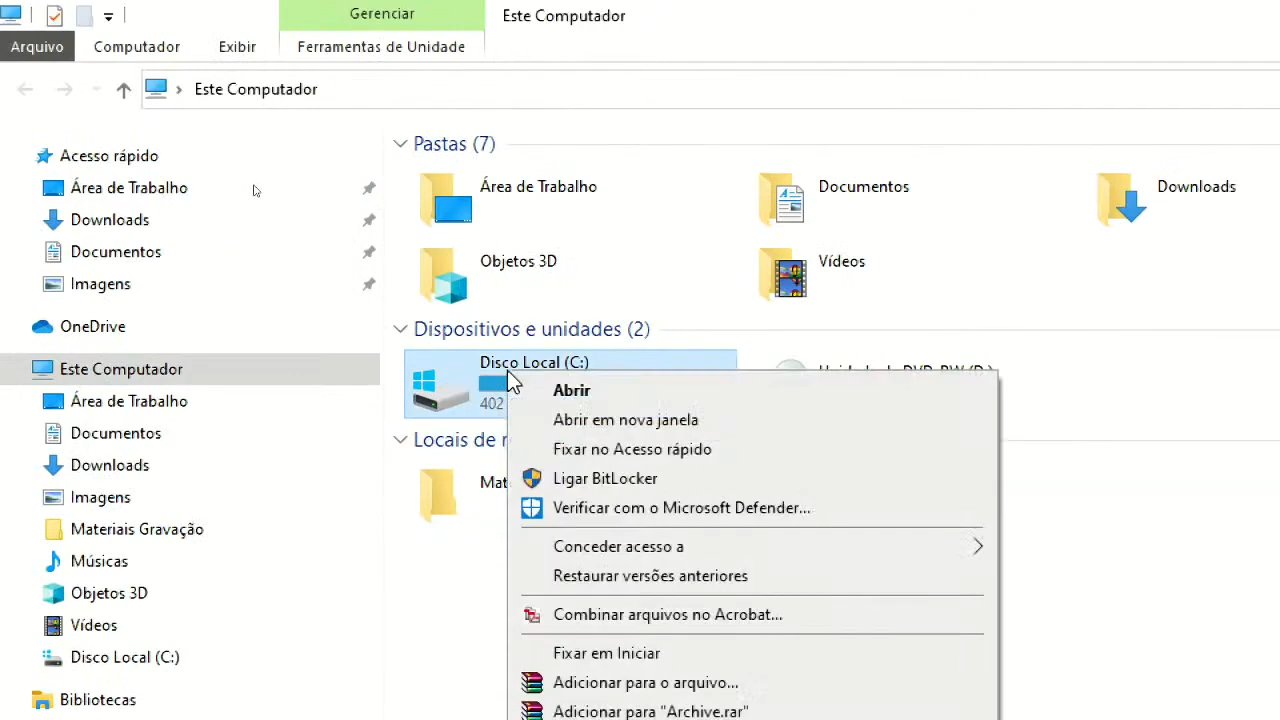 Gerenciar
Este Computador
Arquivo
Computador
Exibir
Ferramentas de Unidade
Este Computador
Acesso rápido
Área de Trabalho
Downloads
Documentos
Imagens
OneDrive
Este Computador
Área de Trabalho
Documentos
Downloads
Imagens
Materiais Gravação
Músicas
Objetos 3D
Vídeos
Disco Local (C:)
Bibliotecas
Pastas (7)
Área de Trabalho
Documentos
Downloads
Objetos 3D
Vídeos
Dispositivos e unidades (2)
Disco Local (C:)
402
Unidade de DVD-RW (D:)
Locais de r
Mat
Abrir
Abrir em nova janela
Fixar no Acesso rápido
Ligar BitLocker
Verificar com o Microsoft Defender...
Conceder acesso a
Restaurar versões anteriores
Combinar arquivos no Acrobat...
Fixar em Iniciar
Adicionar para o arquivo...
Adicionar para "Archive.rar"